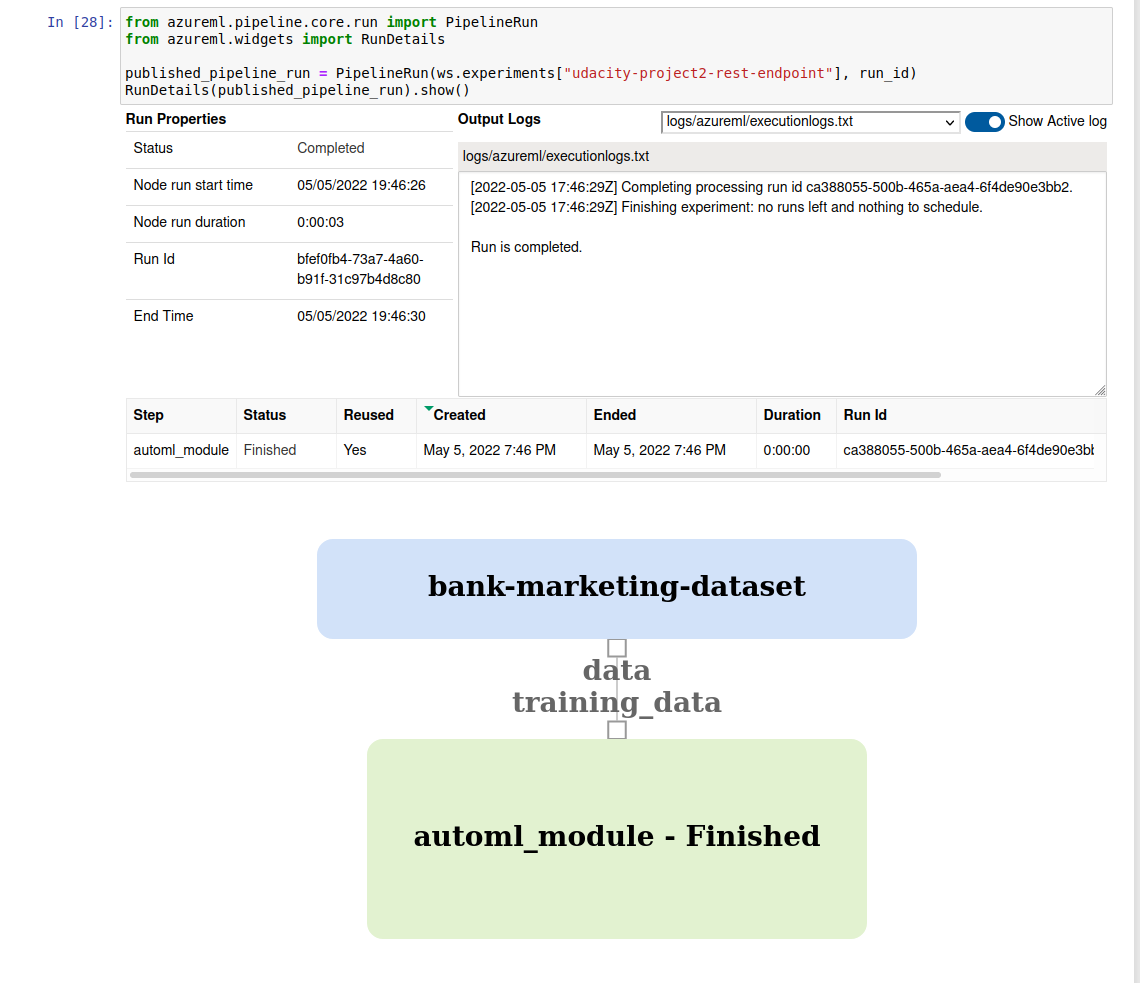 In [28]:
from azureml.pipeline.core.run import PipelineRun
from azureml.widgets import RunDetails
published_pipeline_run = PipelineRun(ws.experiments["udacity-project2-rest-endpoint"], run_id)
RunDetails(published_pipeline_run).show()
Run Properties
Status Completed
Node run start time 05/05/2022 19:46:26
Node run duration 0:00:03
Run Id bfef0fb4-73a7-4a60-
b91f-31c97b4d8c80
End Time 05/05/2022 19:46:30
Output Logs
logs/azureml/executionlogs.txt
Show Active log
logs/azureml/executionlogs.txt
[2022-05-05 17:46:29Z] Completing processing run id ca388055-500b-465a-aea4-6f4de90e3bb2.
[2022-05-05 17:46:29Z] Finishing experiment: no runs left and nothing to schedule.
Run is completed.
Step Status Reused Created Ended Duration Run Id
automl_module Finished Yes May 5, 2022 7:46 PM May 5, 2022 7:46 PM 0:00:00 ca388055-500b-465a-aea4-6f4de90e3bb
bank-marketing-dataset
data
training_data
automl_module - Finished